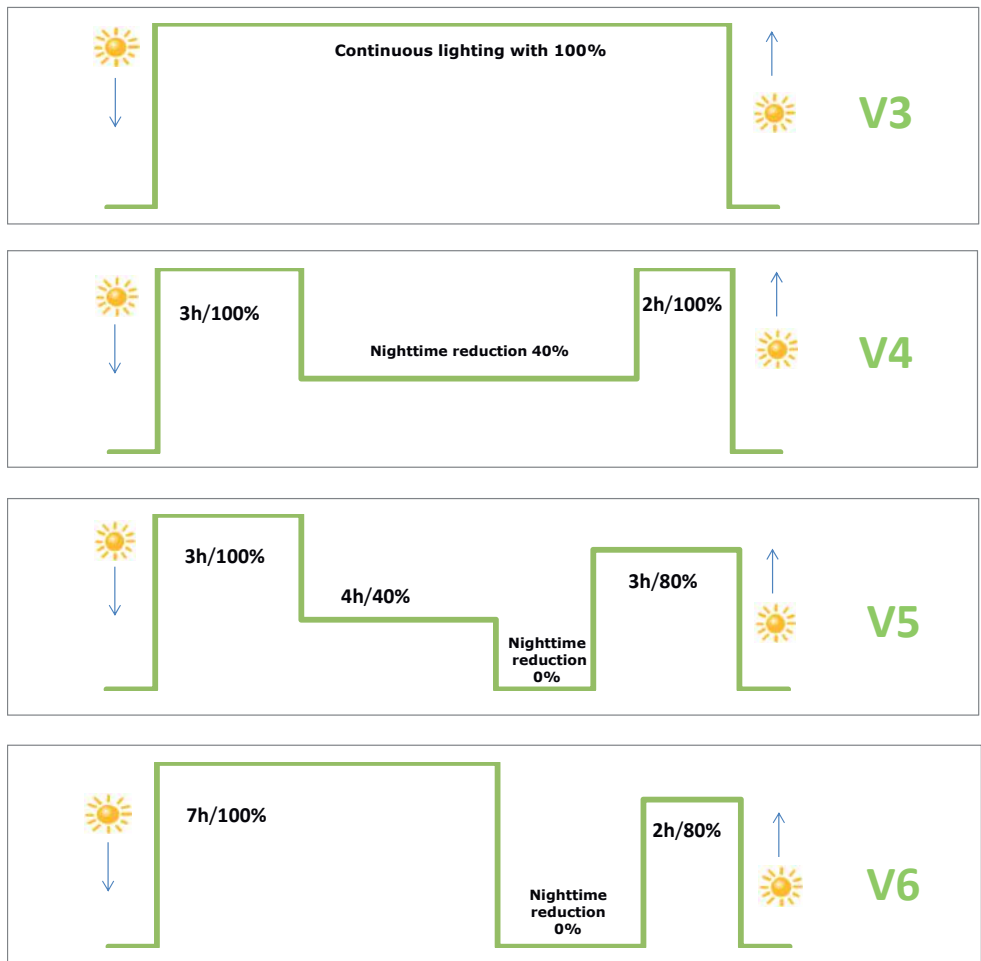 Continuous lighting with 100%
V3
3h/100%
2h/100%
Nighttime reduction 40%
V4
3h/100%
4h/40%
3h/80%
Nighttime
reduction
0%
V5
7h/100%
2h/80%
Nighttime
reduction
0%
V6